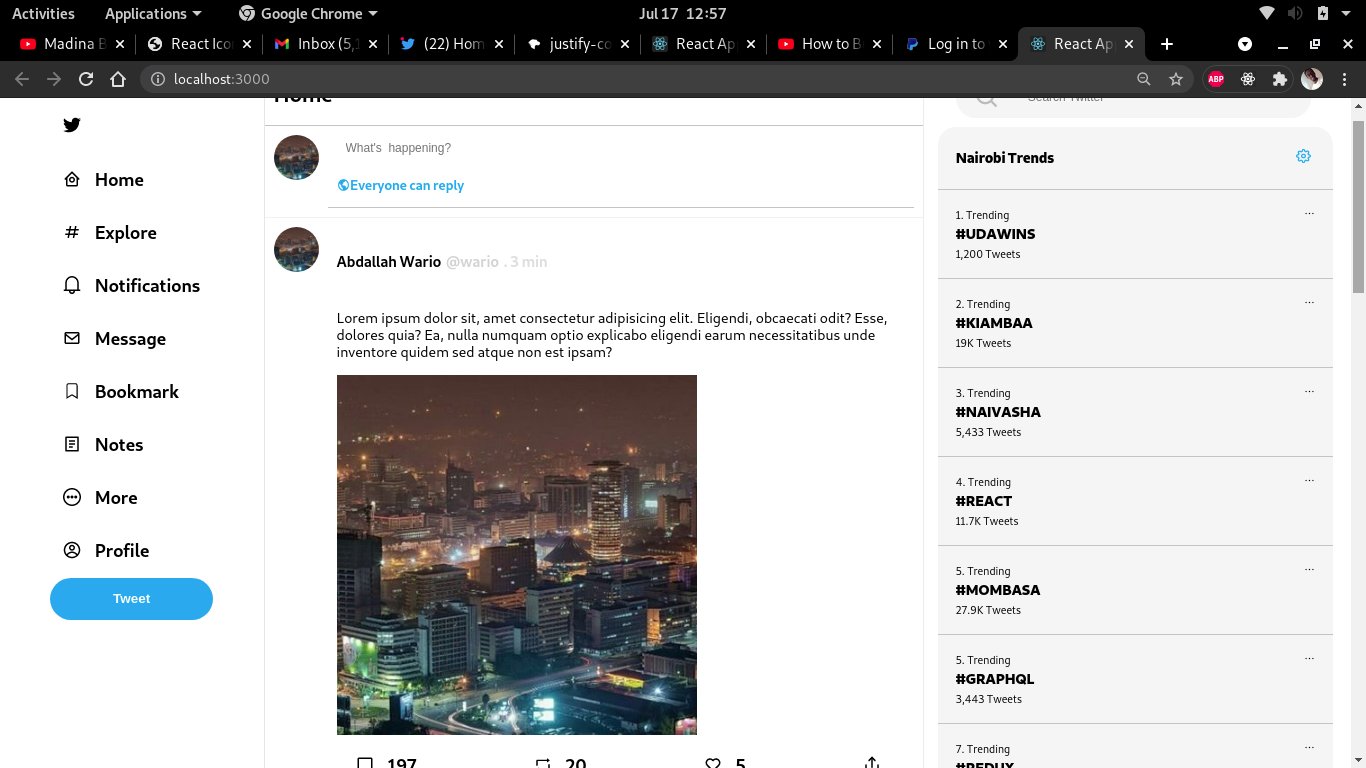 Activities Applications Google Chrome Jul 17 12:57
Madina B React Ico Inbox (5,1 (22) Hom justify-co React Ap How to B Log in to React Ap
localhost:3000 ABP
Home
Search Twitter
What's happening?
Everyone can reply
Home
Explore
Notifications
Message
Bookmark
Notes
More
Profile
Tweet
Abdallah Wario @wario . 3 min
Lorem ipsum dolor sit, amet consectetur adipisicing elit. Eligendi, obcaecati odit? Esse,
dolores quia? Ea, nulla numquam optio explicabo eligendi earum necessitatibus unde
inventore quidem sed atque non est ipsam?
197 20 5
Nairobi Trends
1. Trending ...
#UDAWINS
1,200 Tweets
2. Trending ...
#KIAMBAA
19K Tweets
3. Trending ...
#NAIVASHA
5,433 Tweets
4. Trending ...
#REACT
11.7K Tweets
5. Trending ...
#MOMBASA
27.9K Tweets
5. Trending ...
#GRAPHQL
3,443 Tweets
7. Trending ...
#REDUX